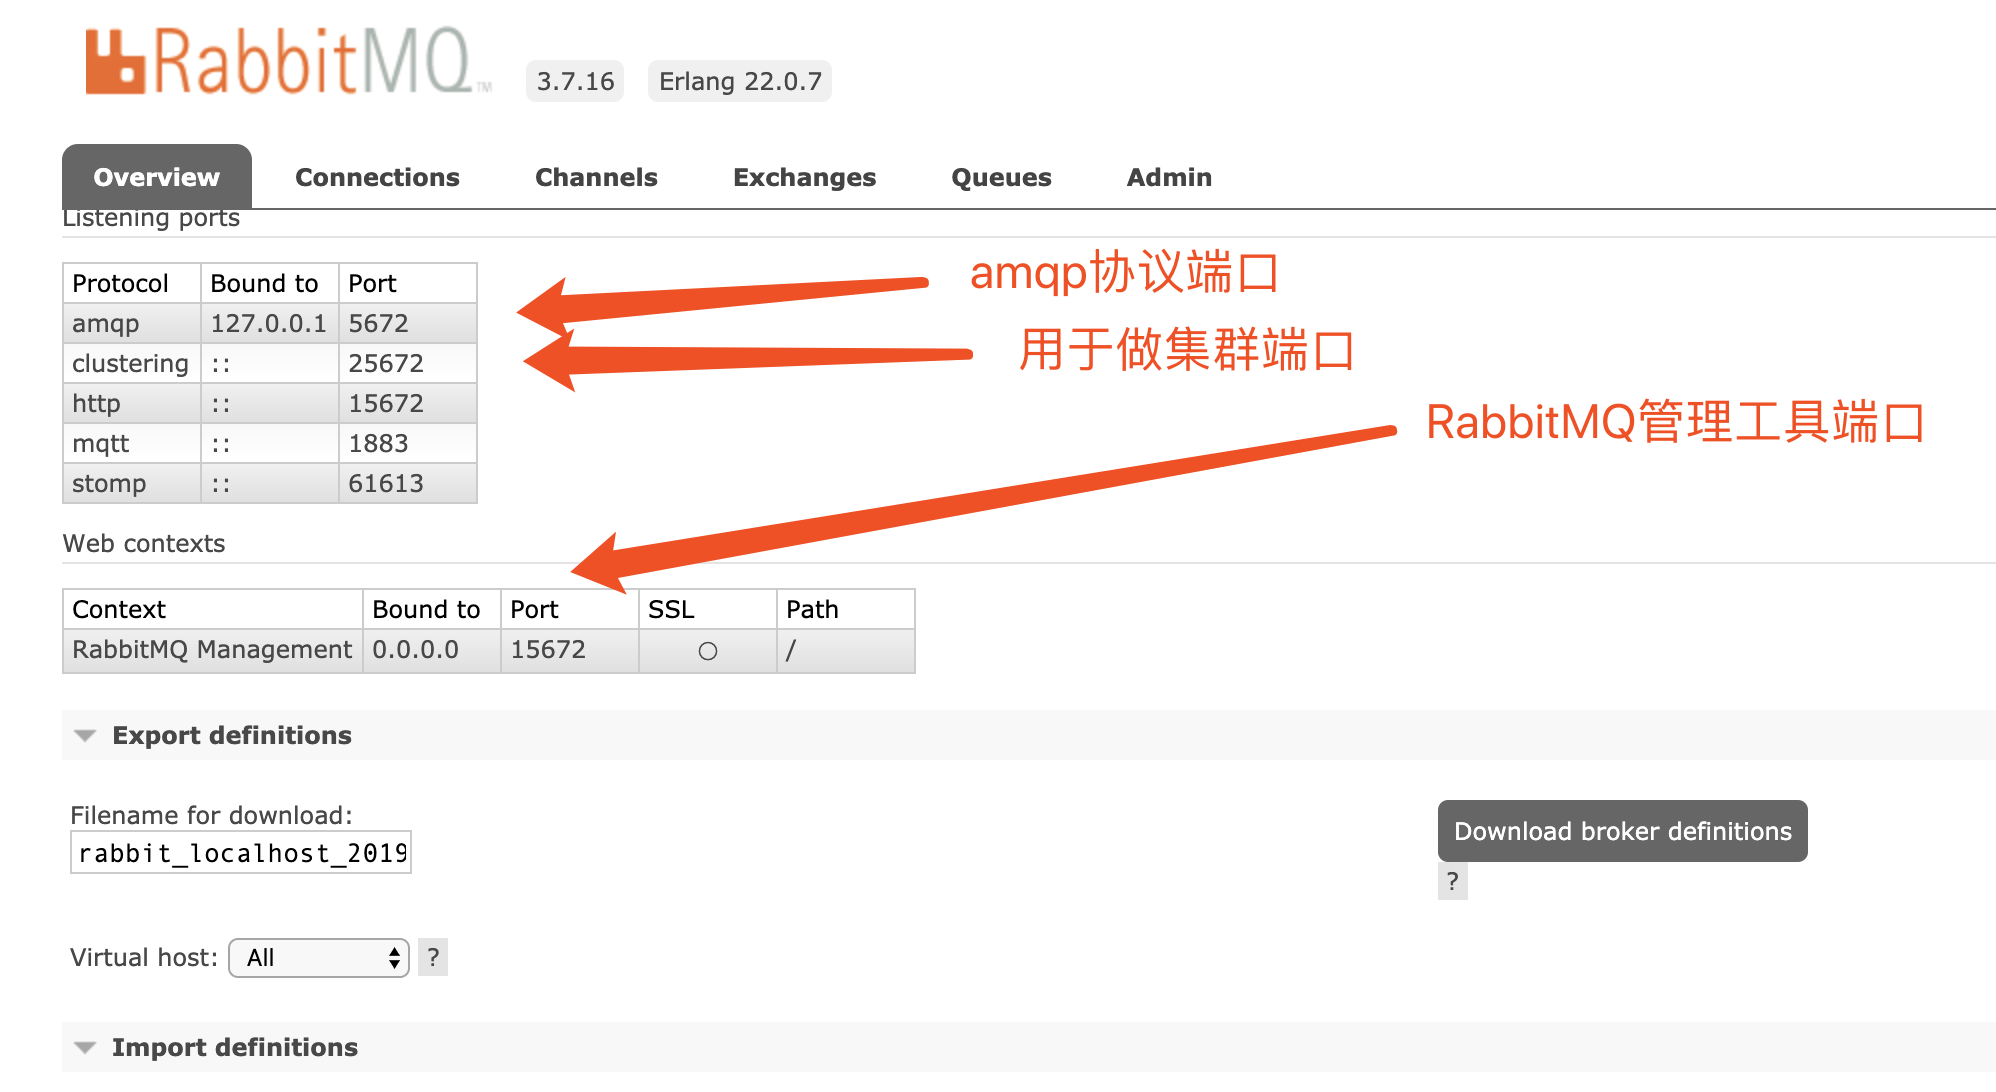 RabbitMQ™ 3.7.16 Erlang 22.0.7
Overview Connections Channels Exchanges Queues Admin
Listening ports
Protocol Bound to Port
amqp 127.0.0.1 5672
clustering :: 25672
http :: 15672
mqtt :: 1883
stomp :: 61613
amqp协议端口
用于做集群端口
RabbitMQ管理工具端口
Web contexts
Context Bound to Port SSL Path
RabbitMQ Management 0.0.0.0 15672 ○ /
Export definitions
Filename for download:
rabbit_localhost_2019
Download broker definitions
?
Virtual host: All ?
Import definitions